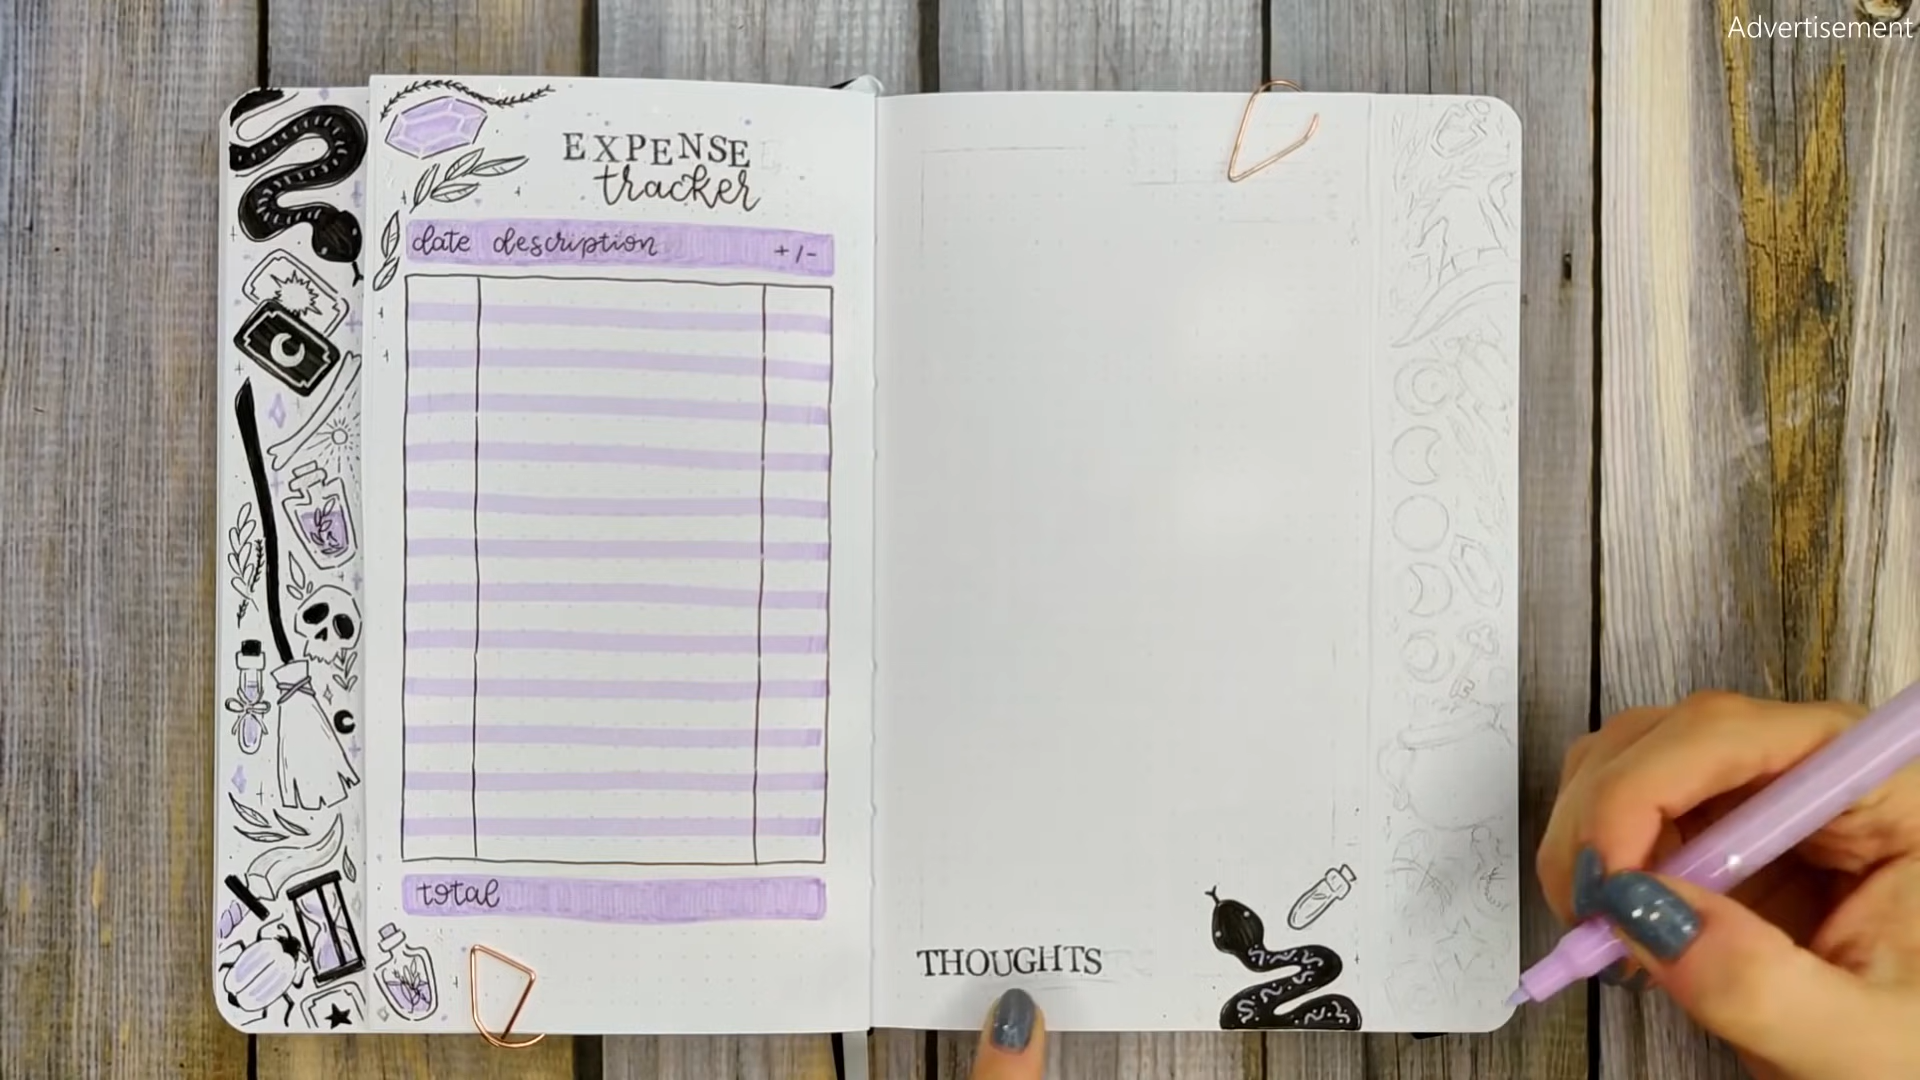 Advertisement
EXPENSE
tracker
date description +/-
total
THOUGHTS